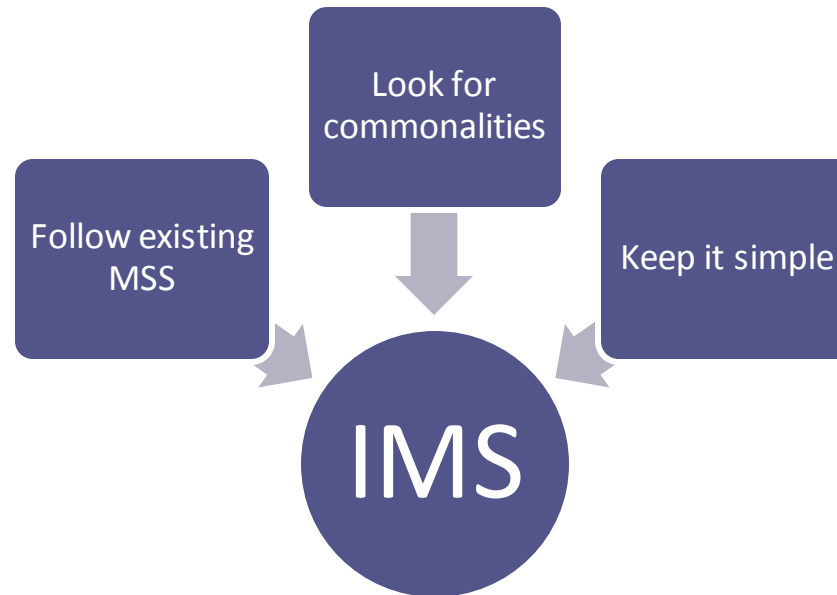 Look for
commonalities
Follow existing
MSS
Keep it simple
IMS